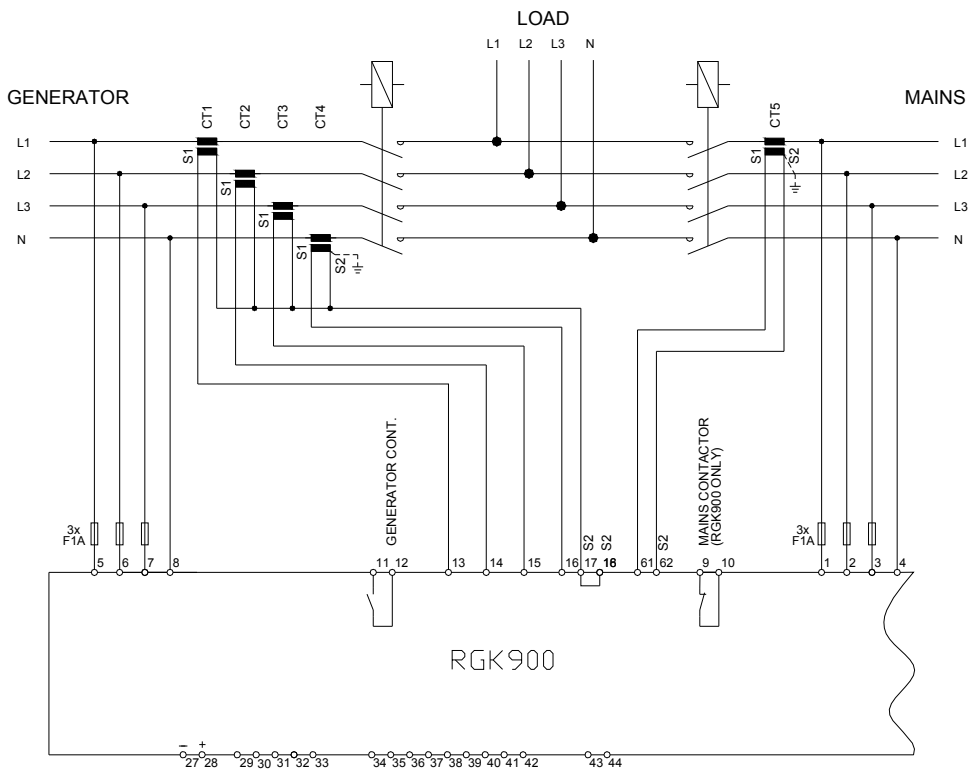 LOAD
L1 L2 L3 N
GENERATOR
MAINS
CT1
CT2
CT3
CT4
CT5
L1
L2
L3
N
L1
L2
L3
N
S1
S1
S1
S1
S2
S1
S2
GENERATOR CONT.
MAINS CONTACTOR
(RGK900 ONLY)
3x
F1A
3x
F1A
S2
S2
S2
5 6 7 8 11 12 13 14 15 16 17 18 61 62 9 10 1 2 3 4
RGK900
– +
27 28 29 30 31 32 33 34 35 36 37 38 39 40 41 42 43 44